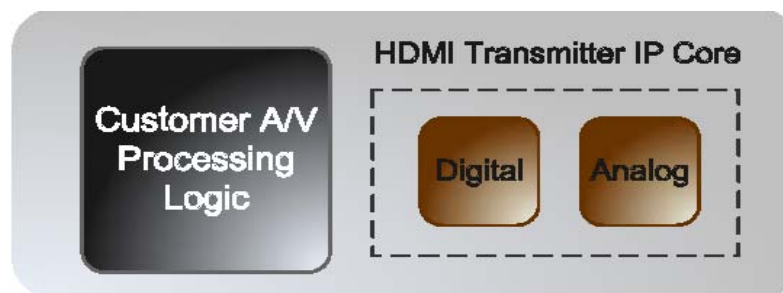 HDMI Transmitter IP Core
Customer A/V
Processing
Logic
Digital
Analog